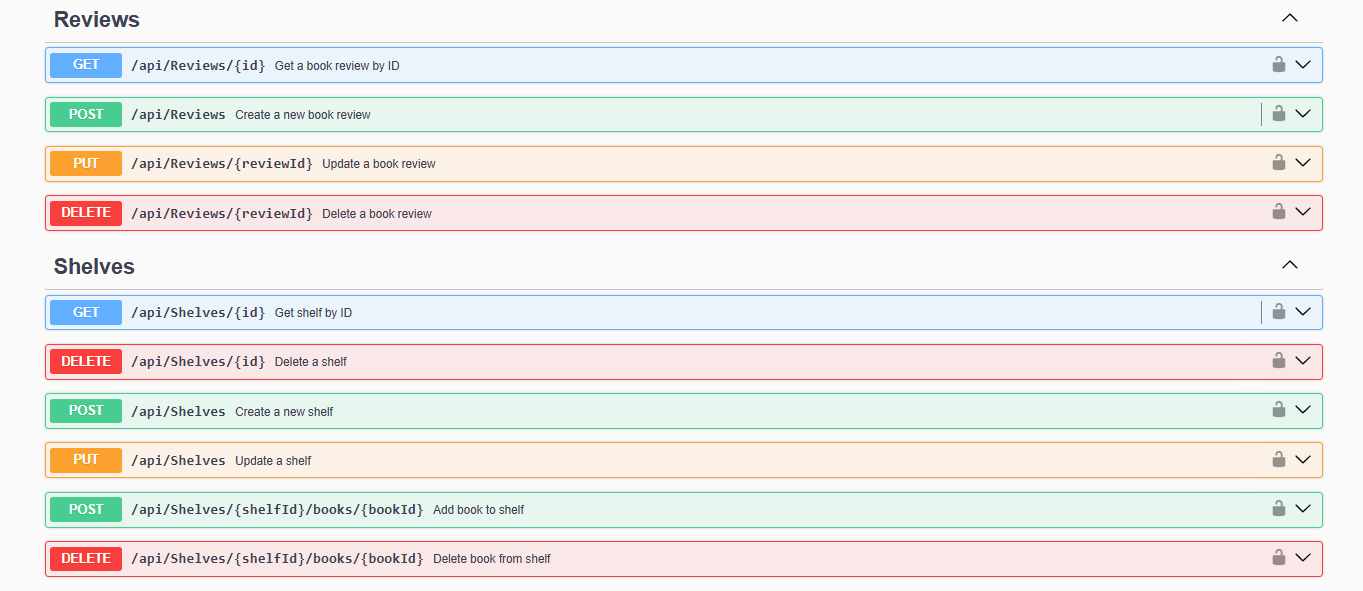 Reviews
GET /api/Reviews/{id} Get a book review by ID
POST /api/Reviews Create a new book review
PUT /api/Reviews/{reviewId} Update a book review
DELETE /api/Reviews/{reviewId} Delete a book review
Shelves
GET /api/Shelves/{id} Get shelf by ID
DELETE /api/Shelves/{id} Delete a shelf
POST /api/Shelves Create a new shelf
PUT /api/Shelves Update a shelf
POST /api/Shelves/{shelfId}/books/{bookId} Add book to shelf
DELETE /api/Shelves/{shelfId}/books/{bookId} Delete book from shelf